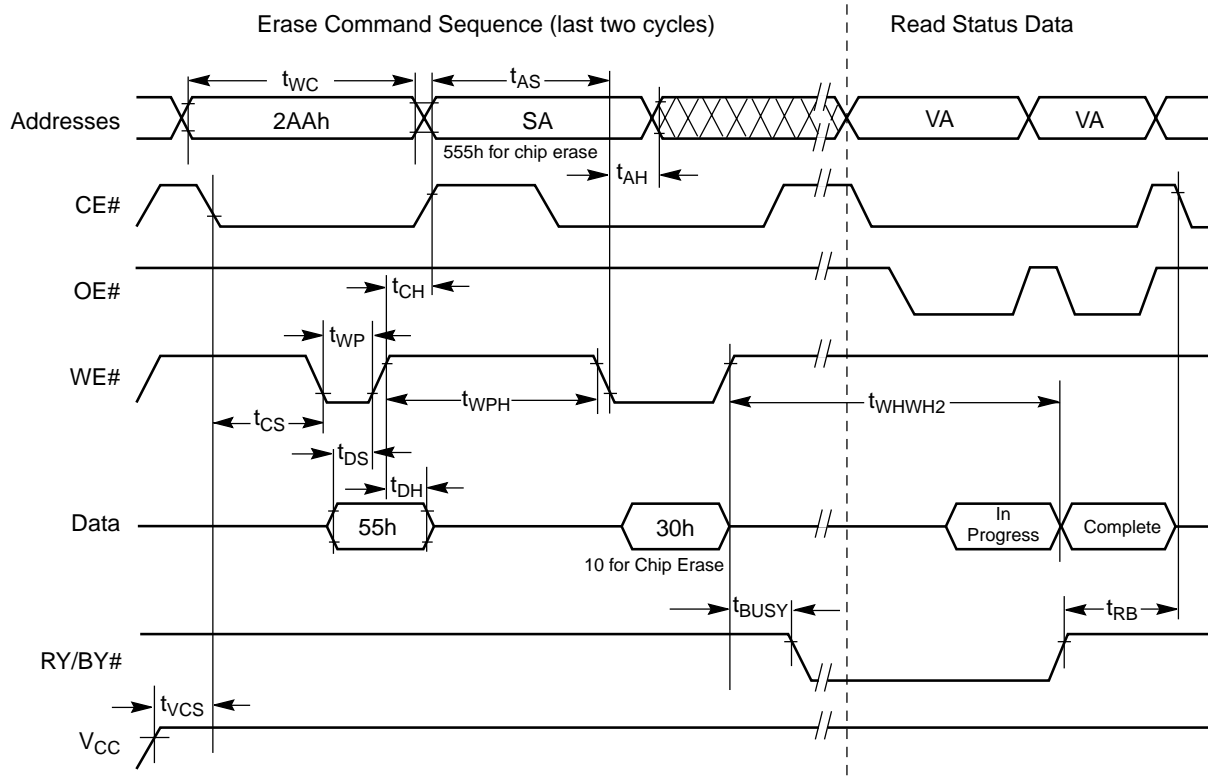 Erase Command Sequence (last two cycles)
Read Status Data
tWC
tAS
Addresses
2AAh
SA
VA
VA
555h for chip erase
tAH
CE#
OE#
tCH
tWP
WE#
tWPH
tWHWH2
tCS
tDS
tDH
Data
55h
30h
In
Progress
Complete
10 for Chip Erase
tBUSY
tRB
RY/BY#
tVCS
VCC